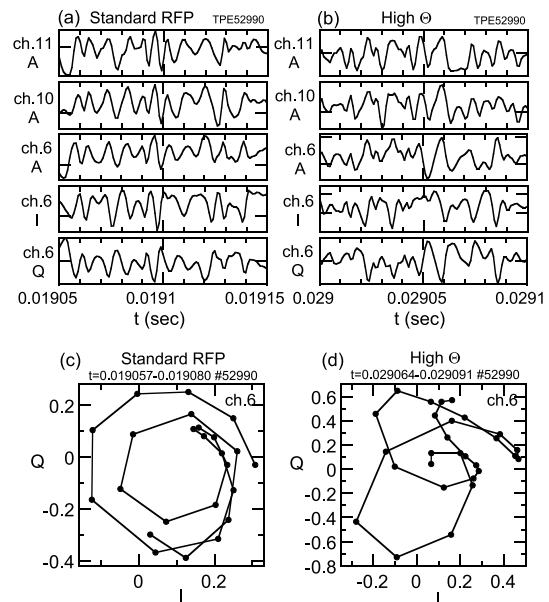 (a) Standard RFP TPE52990
ch.11
A
ch.10
A
ch.6
A
ch.6
I
ch.6
Q
0.01905 0.0191 0.01915
t (sec)
(b) High Θ TPE52990
ch.11
A
ch.10
A
ch.6
A
ch.6
I
ch.6
Q
0.029 0.02905 0.0291
t (sec)
(c) Standard RFP
t=0.019057-0.019080 #52990
ch.6
0.2
0
-0.2
-0.4
Q
0 0.2
I
(d) High Θ
t=0.029064-0.029091 #52990
ch.6
0.6
0.4
0.2
0
-0.2
-0.4
-0.6
-0.8
Q
-0.2 0 0.2 0.4
I